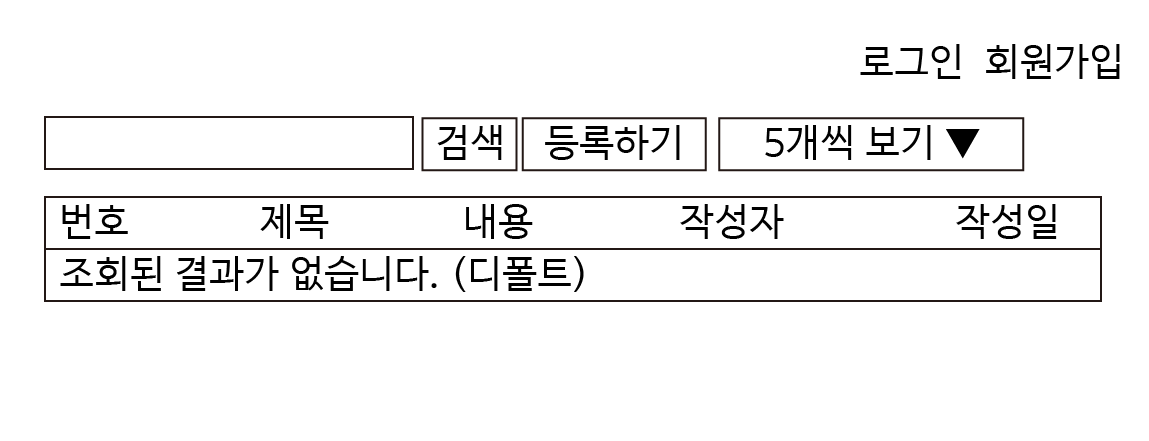 로그인 회원가입
검색 등록하기 5개씩 보기 ▼
번호 제목 내용 작성자 작성일
조회된 결과가 없습니다. (디폴트)